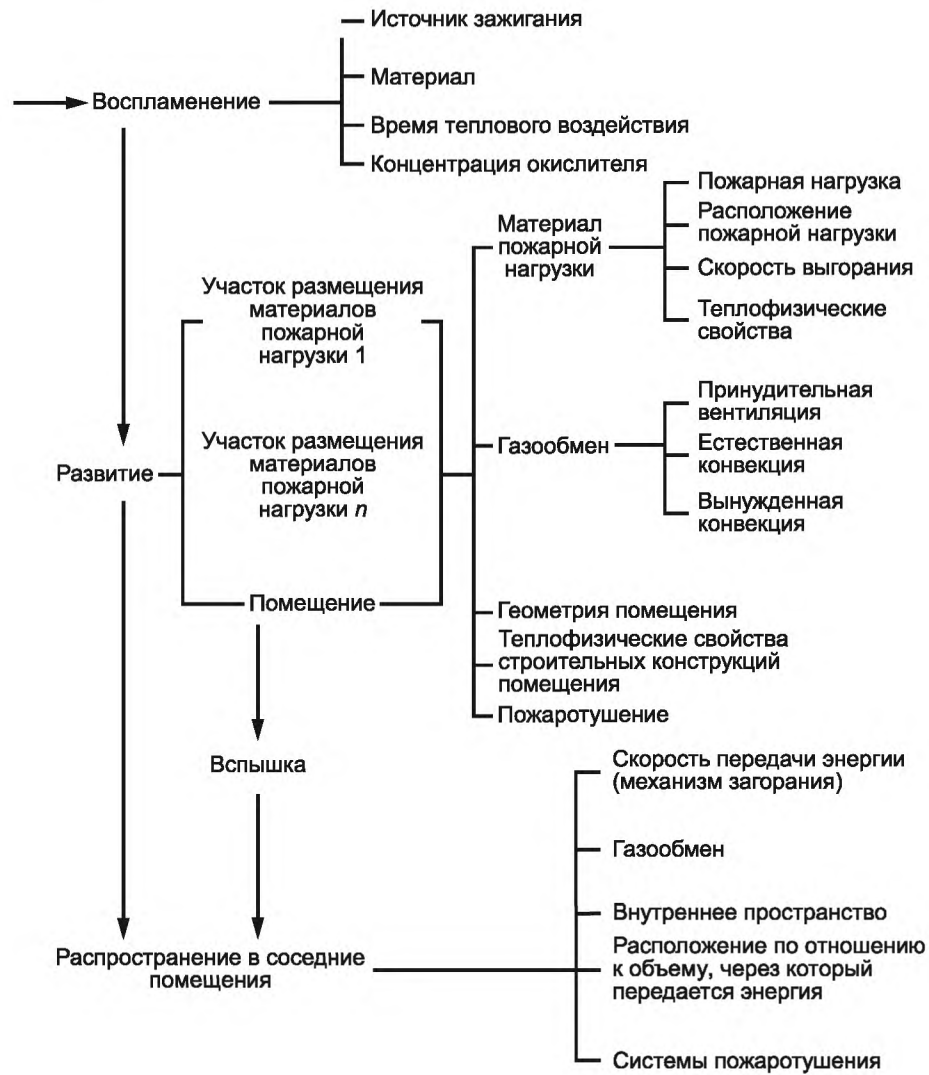 Источник зажигания
Материал
Воспламенение
Время теплового воздействия
Концентрация окислителя
Материал
пожарной
нагрузки
Пожарная нагрузка
Расположение
пожарной нагрузки
Скорость выгорания
Теплофизические
свойства
Участок размещения
материалов
пожарной
нагрузки 1
Участок размещения
материалов
пожарной
нагрузки n
Развитие
Помещение
Газообмен
Принудительная
вентиляция
Естественная
конвекция
Вынужденная
конвекция
Геометрия помещения
Теплофизические свойства
строительных конструкций
помещения
Пожаротушение
Вспышка
Распространение в соседние
помещения
Скорость передачи энергии
(механизм загорания)
Газообмен
Внутреннее пространство
Расположение по отношению
к объему, через который
передается энергия
Системы пожаротушения